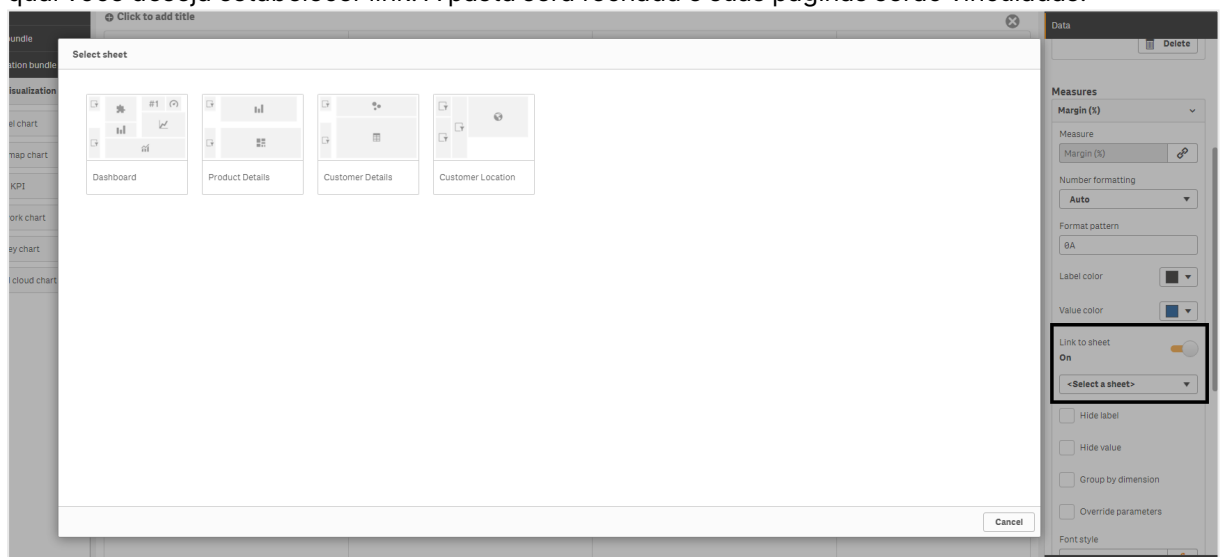 qual você deseja estabelecer link. A pasta será fechada e suas páginas serão vinculadas.
Click to add title
undle
ation bundle
isualization
el chart
map chart
KPI
ork chart
ey chart
cloud chart
Select sheet
#1
Dashboard
Product Details
Customer Details
Customer Location
Cancel
Data
Delete
Measures
Margin (%)
Measure
Margin (%)
Number formatting
Auto
Format pattern
0A
Label color
Value color
Link to sheet
On
<Select a sheet>
Hide label
Hide value
Group by dimension
Override parameters
Font style